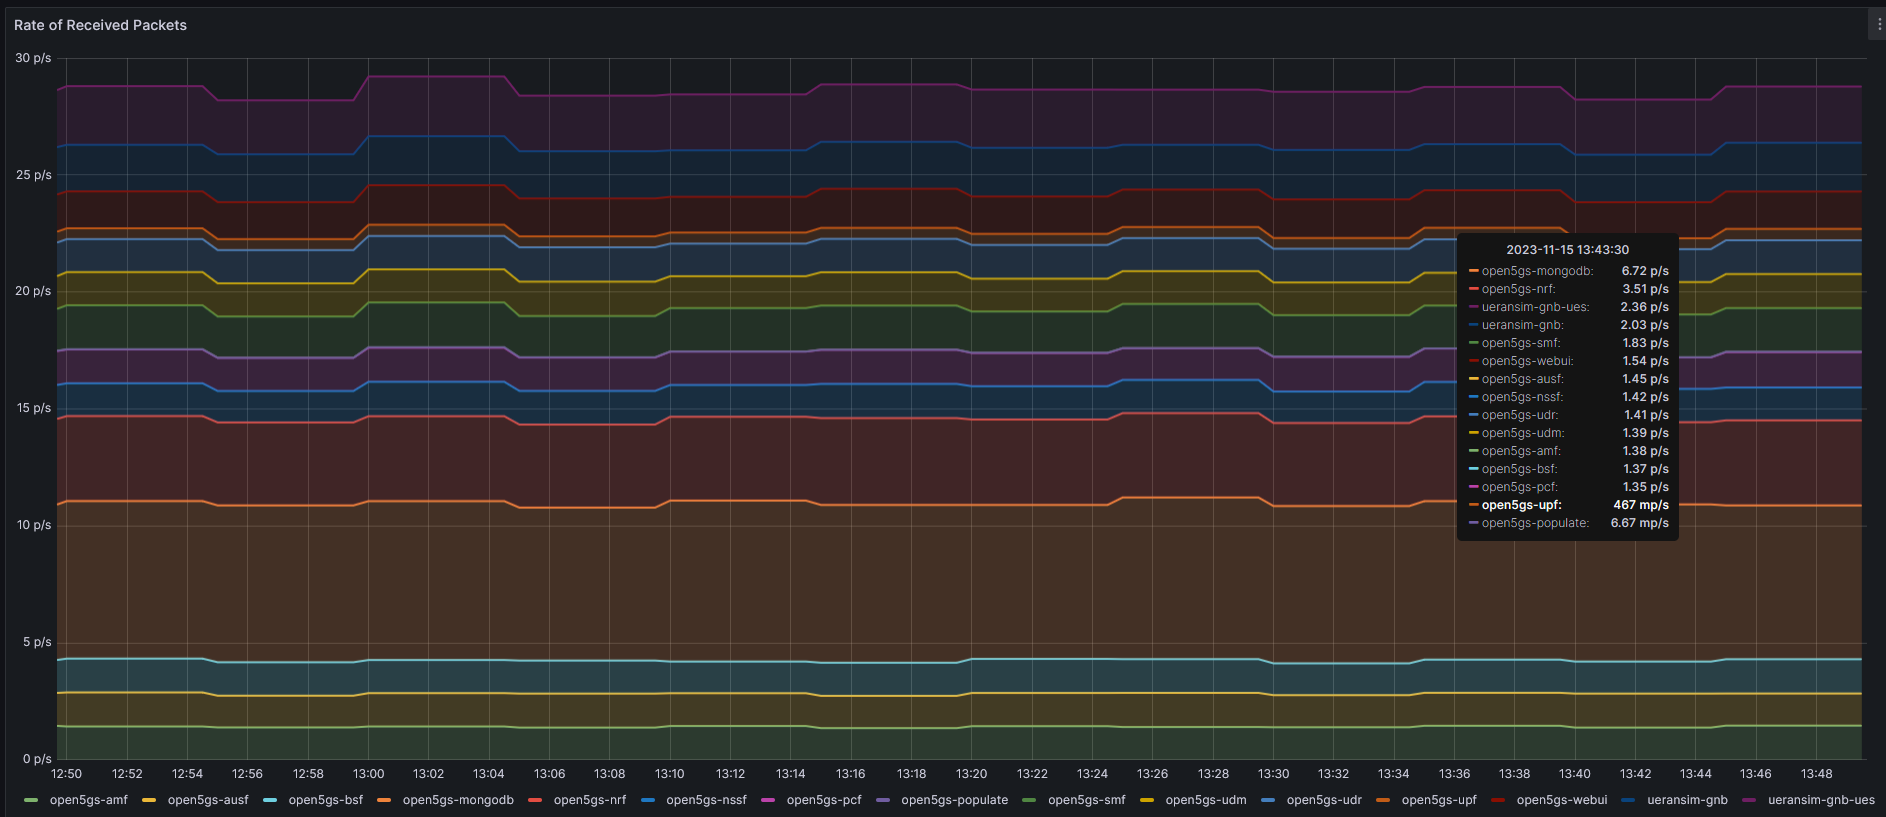 Rate of Received Packets
30 p/s
25 p/s
20 p/s
15 p/s
10 p/s
5 p/s
0 p/s
2023-11-15 13:43:30
open5gs-mongodb: 6.72 p/s
open5gs-nrf: 3.51 p/s
ueransim-gnb-ues: 2.36 p/s
ueransim-gnb: 2.03 p/s
open5gs-smf: 1.83 p/s
open5gs-webui: 1.54 p/s
open5gs-ausf: 1.45 p/s
open5gs-nssf: 1.42 p/s
open5gs-udr: 1.41 p/s
open5gs-udm: 1.39 p/s
open5gs-amf: 1.38 p/s
open5gs-bsf: 1.37 p/s
open5gs-pcf: 1.35 p/s
open5gs-upf: 467 mp/s
open5gs-populate: 6.67 mp/s
12:50 12:52 12:54 12:56 12:58 13:00 13:02 13:04 13:06 13:08 13:10 13:12 13:14 13:16 13:18 13:20 13:22 13:24 13:26 13:28 13:30 13:32 13:34 13:36 13:38 13:40 13:42 13:44 13:46 13:48
open5gs-amf open5gs-ausf open5gs-bsf open5gs-mongodb open5gs-nrf open5gs-nssf open5gs-pcf open5gs-populate open5gs-smf open5gs-udm open5gs-udr open5gs-upf open5gs-webui ueransim-gnb ueransim-gnb-ues